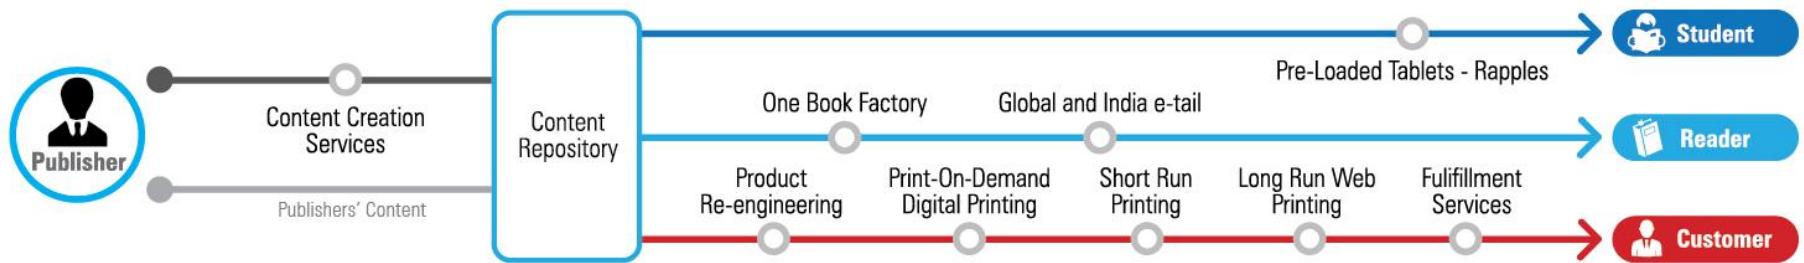 Publisher
Content Creation
Services
Publishers' Content
Content
Repository
Pre-Loaded Tablets - Rapples
Student
One Book Factory
Global and India e-tail
Reader
Product
Re-engineering
Print-On-Demand
Digital Printing
Short Run
Printing
Long Run Web
Printing
Fulifillment
Services
Customer